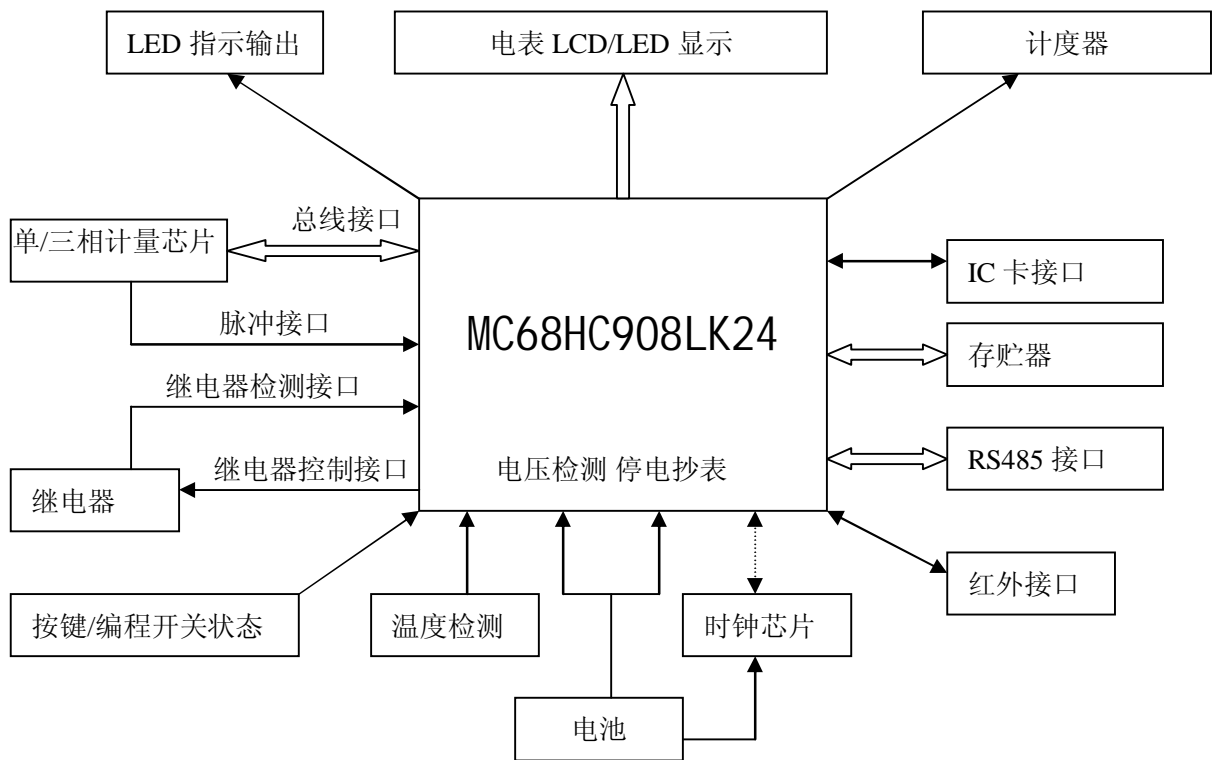 LED 指示输出
电表 LCD/LED 显示
计度器
总线接口
单/三相计量芯片
IC 卡接口
脉冲接口
MC68HC908LK24
存贮器
继电器检测接口
继电器控制接口
电压检测 停电抄表
RS485 接口
继电器
红外接口
按键/编程开关状态
温度检测
时钟芯片
电池